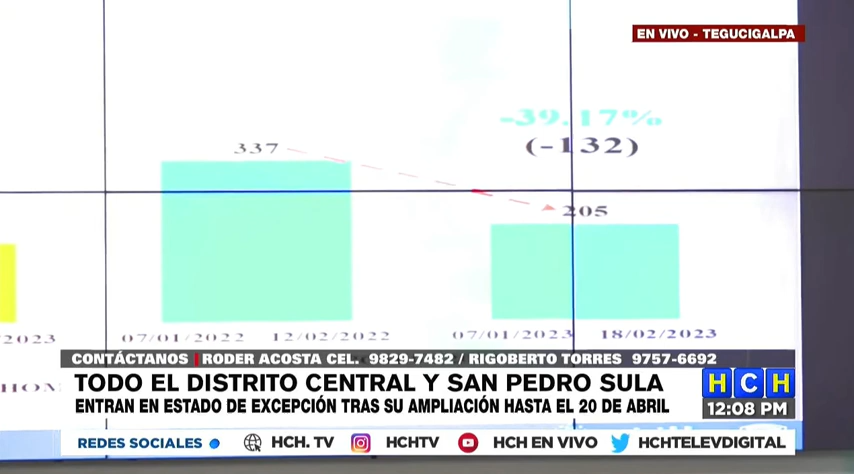 EN VIVO - TEGUCIGALPA
-39.17%
(-132)
337
205
2023
07/01/2022 12/02/2022
07/01/2023 18/02/2023
HOM
CONTÁCTANOS | RODER ACOSTA CEL. 9829-7482 / RIGOBERTO TORRES 9757-6692
TODO EL DISTRITO CENTRAL Y SAN PEDRO SULA
ENTRAN EN ESTADO DE EXCEPCIÓN TRAS SU AMPLIACIÓN HASTA EL 20 DE ABRIL
HCH
12:08 PM
REDES SOCIALES HCH. TV HCHTV HCH EN VIVO HCHTELEVDIGITAL